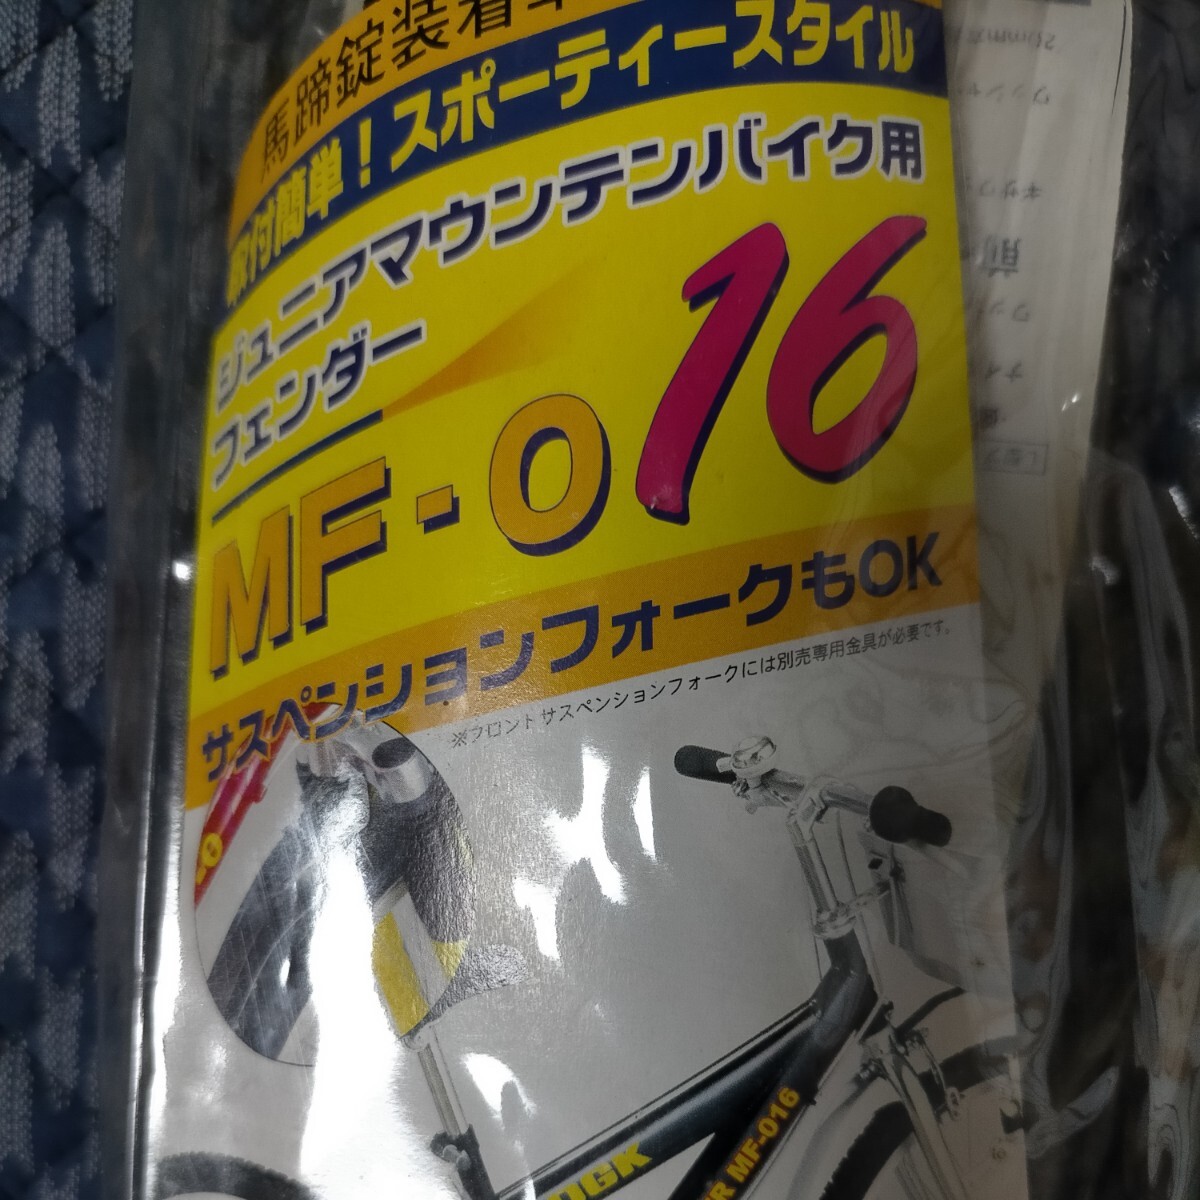 馬蹄錠装着
取付簡単！スポーティースタイル
ジュニアマウンテンバイク用
フェンダー
MF-016
サスペンションフォークもOK
※フロントサスペンションフォークには別売専用金具が必要です。
OGK
R MF-016